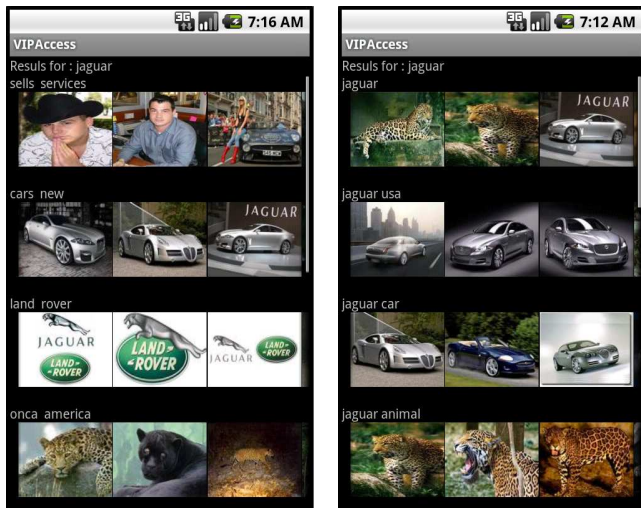 3G 7:16 AM
VIPAccess
Resuls for : jaguar
sells services
cars new
JAGUAR
land rover
JAGUAR
LAND-
ROVER
LAND-
ROVER
JAGUAR
LAND-
ROVER
onca america
3G 7:12 AM
VIPAccess
Resuls for : jaguar
jaguar
JAGUAR
jaguar usa
jaguar car
jaguar animal